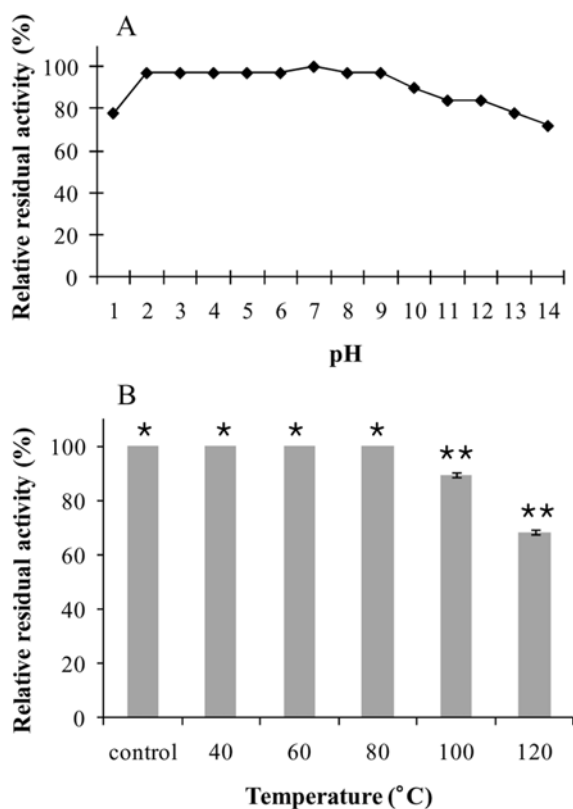 A
Relative residual activity (%)
100
80
60
40
20
0
1 2 3 4 5 6 7 8 9 10 11 12 13 14
pH
B
Relative residual activity (%)
* * * * ** **
100
80
60
40
20
0
control 40 60 80 100 120
Temperature (°C)